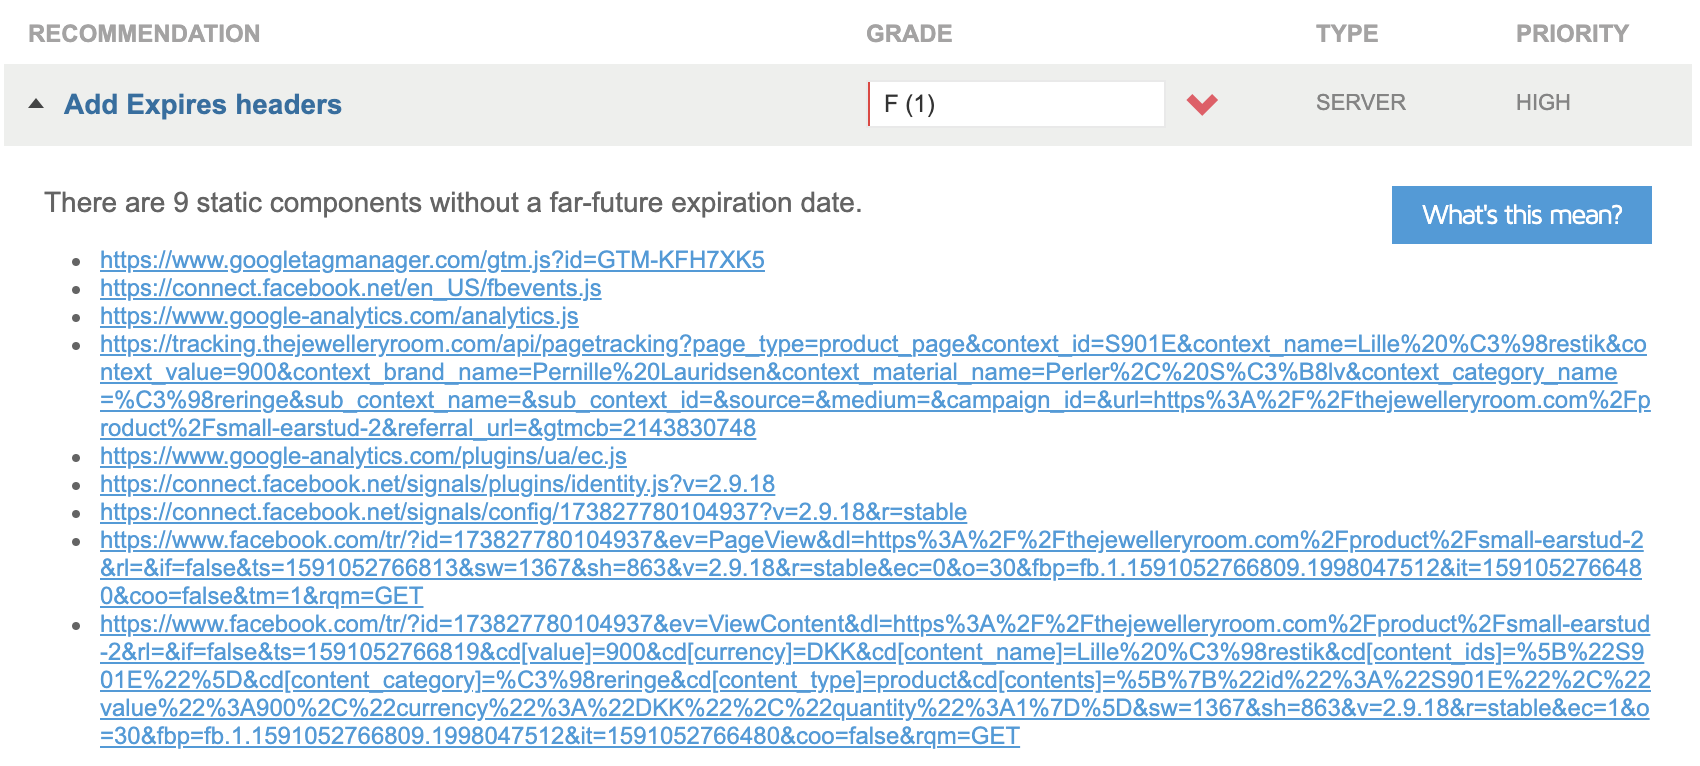 RECOMMENDATION GRADE TYPE PRIORITY
Add Expires headers F (1) SERVER HIGH
There are 9 static components without a far-future expiration date.
What's this mean?
https://www.googletagmanager.com/gtm.js?id=GTM-KFH7XK5
https://connect.facebook.net/en_US/fbevents.js
https://www.google-analytics.com/analytics.js
https://tracking.thejewelleryroom.com/api/pagetracking?page_type=product_page&context_id=S901E&context_name=Lille%20%C3%98restik&co
ntext_value=900&context_brand_name=Pernille%20Lauridsen&context_material_name=Perler%2C%20S%C3%B8lv&context_category_name
=%C3%98reringe&sub_context_name=&sub_context_id=&source=&medium=&campaign_id=&url=https%3A%2F%2Fthejewelleryroom.com%2Fp
roduct%2Fsmall-earstud-2&referral_url=&gtmcb=2143830748
https://www.google-analytics.com/plugins/ua/ec.js
https://connect.facebook.net/signals/plugins/identity.js?v=2.9.18
https://connect.facebook.net/signals/config/173827780104937?v=2.9.18&r=stable
https://www.facebook.com/tr/?id=173827780104937&ev=PageView&dl=https%3A%2F%2Fthejewelleryroom.com%2Fproduct%2Fsmall-earstud-2
&rl=&if=false&ts=1591052766813&sw=1367&sh=863&v=2.9.18&r=stable&ec=0&o=30&fbp=fb.1.1591052766809.1998047512&it=159105276648
0&coo=false&tm=1&rqm=GET
https://www.facebook.com/tr/?id=173827780104937&ev=ViewContent&dl=https%3A%2F%2Fthejewelleryroom.com%2Fproduct%2Fsmall-earstud
-2&rl=&if=false&ts=1591052766819&cd[value]=900&cd[currency]=DKK&cd[content_name]=Lille%20%C3%98restik&cd[content_ids]=%5B%22S9
01E%22%5D&cd[content_category]=%C3%98reringe&cd[content_type]=product&cd[contents]=%5B%7B%22id%22%3A%22S901E%22%2C%22
value%22%3A900%2C%22currency%22%3A%22DKK%22%2C%22quantity%22%3A1%7D%5D&sw=1367&sh=863&v=2.9.18&r=stable&ec=1&o
=30&fbp=fb.1.1591052766809.1998047512&it=1591052766480&coo=false&rqm=GET